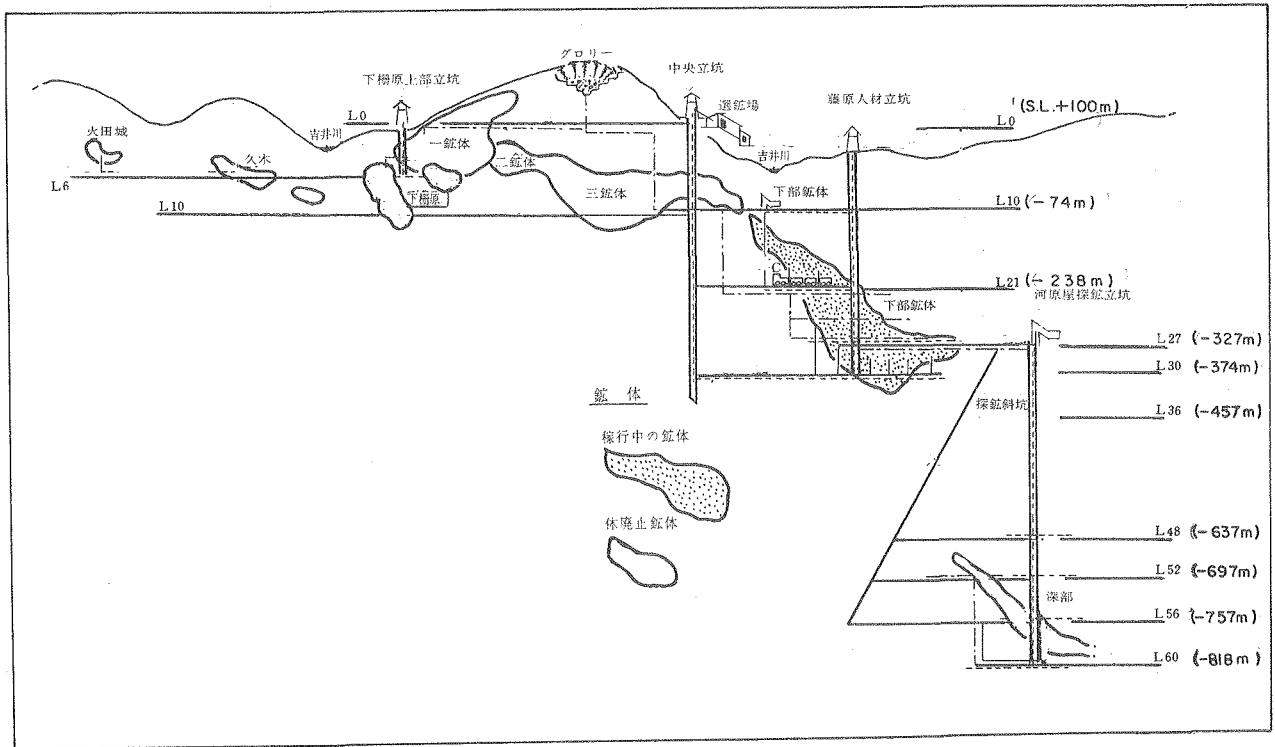 グロリー
中央立坑
下柵原上部立坑
選鉱場
藤原人材立坑
L0
L0 (S.L.+100m)
火田城
吉井川
一鉱体
久木
二鉱体
吉井川
L6
下柵原
三鉱体
下部鉱体
L10
L10 (-74m)
C
L21 (-238m)
下部鉱体
河原屋探鉱立坑
L27 (-327m)
L30 (-374m)
鉱 体
探鉱斜坑
L36 (-457m)
稼行中の鉱体
休廃止鉱体
L48 (-637m)
L52 (-697m)
深部
L56 (-757m)
L60 (-818m)